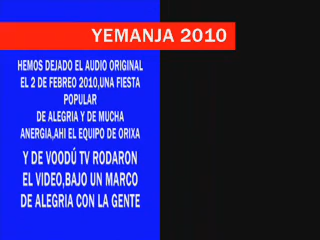 YEMANJA 2010
HEMOS DEJADO EL AUDIO ORIGINAL
EL 2 DE FEBREO 2010,UNA FIESTA
POPULAR
DE ALEGRIA Y DE MUCHA
ANERGIA,AHI EL EQUIPO DE ORIXA
Y DE VOODÚ TV RODARON
EL VIDEO,BAJO UN MARCO
DE ALEGRIA CON LA GENTE